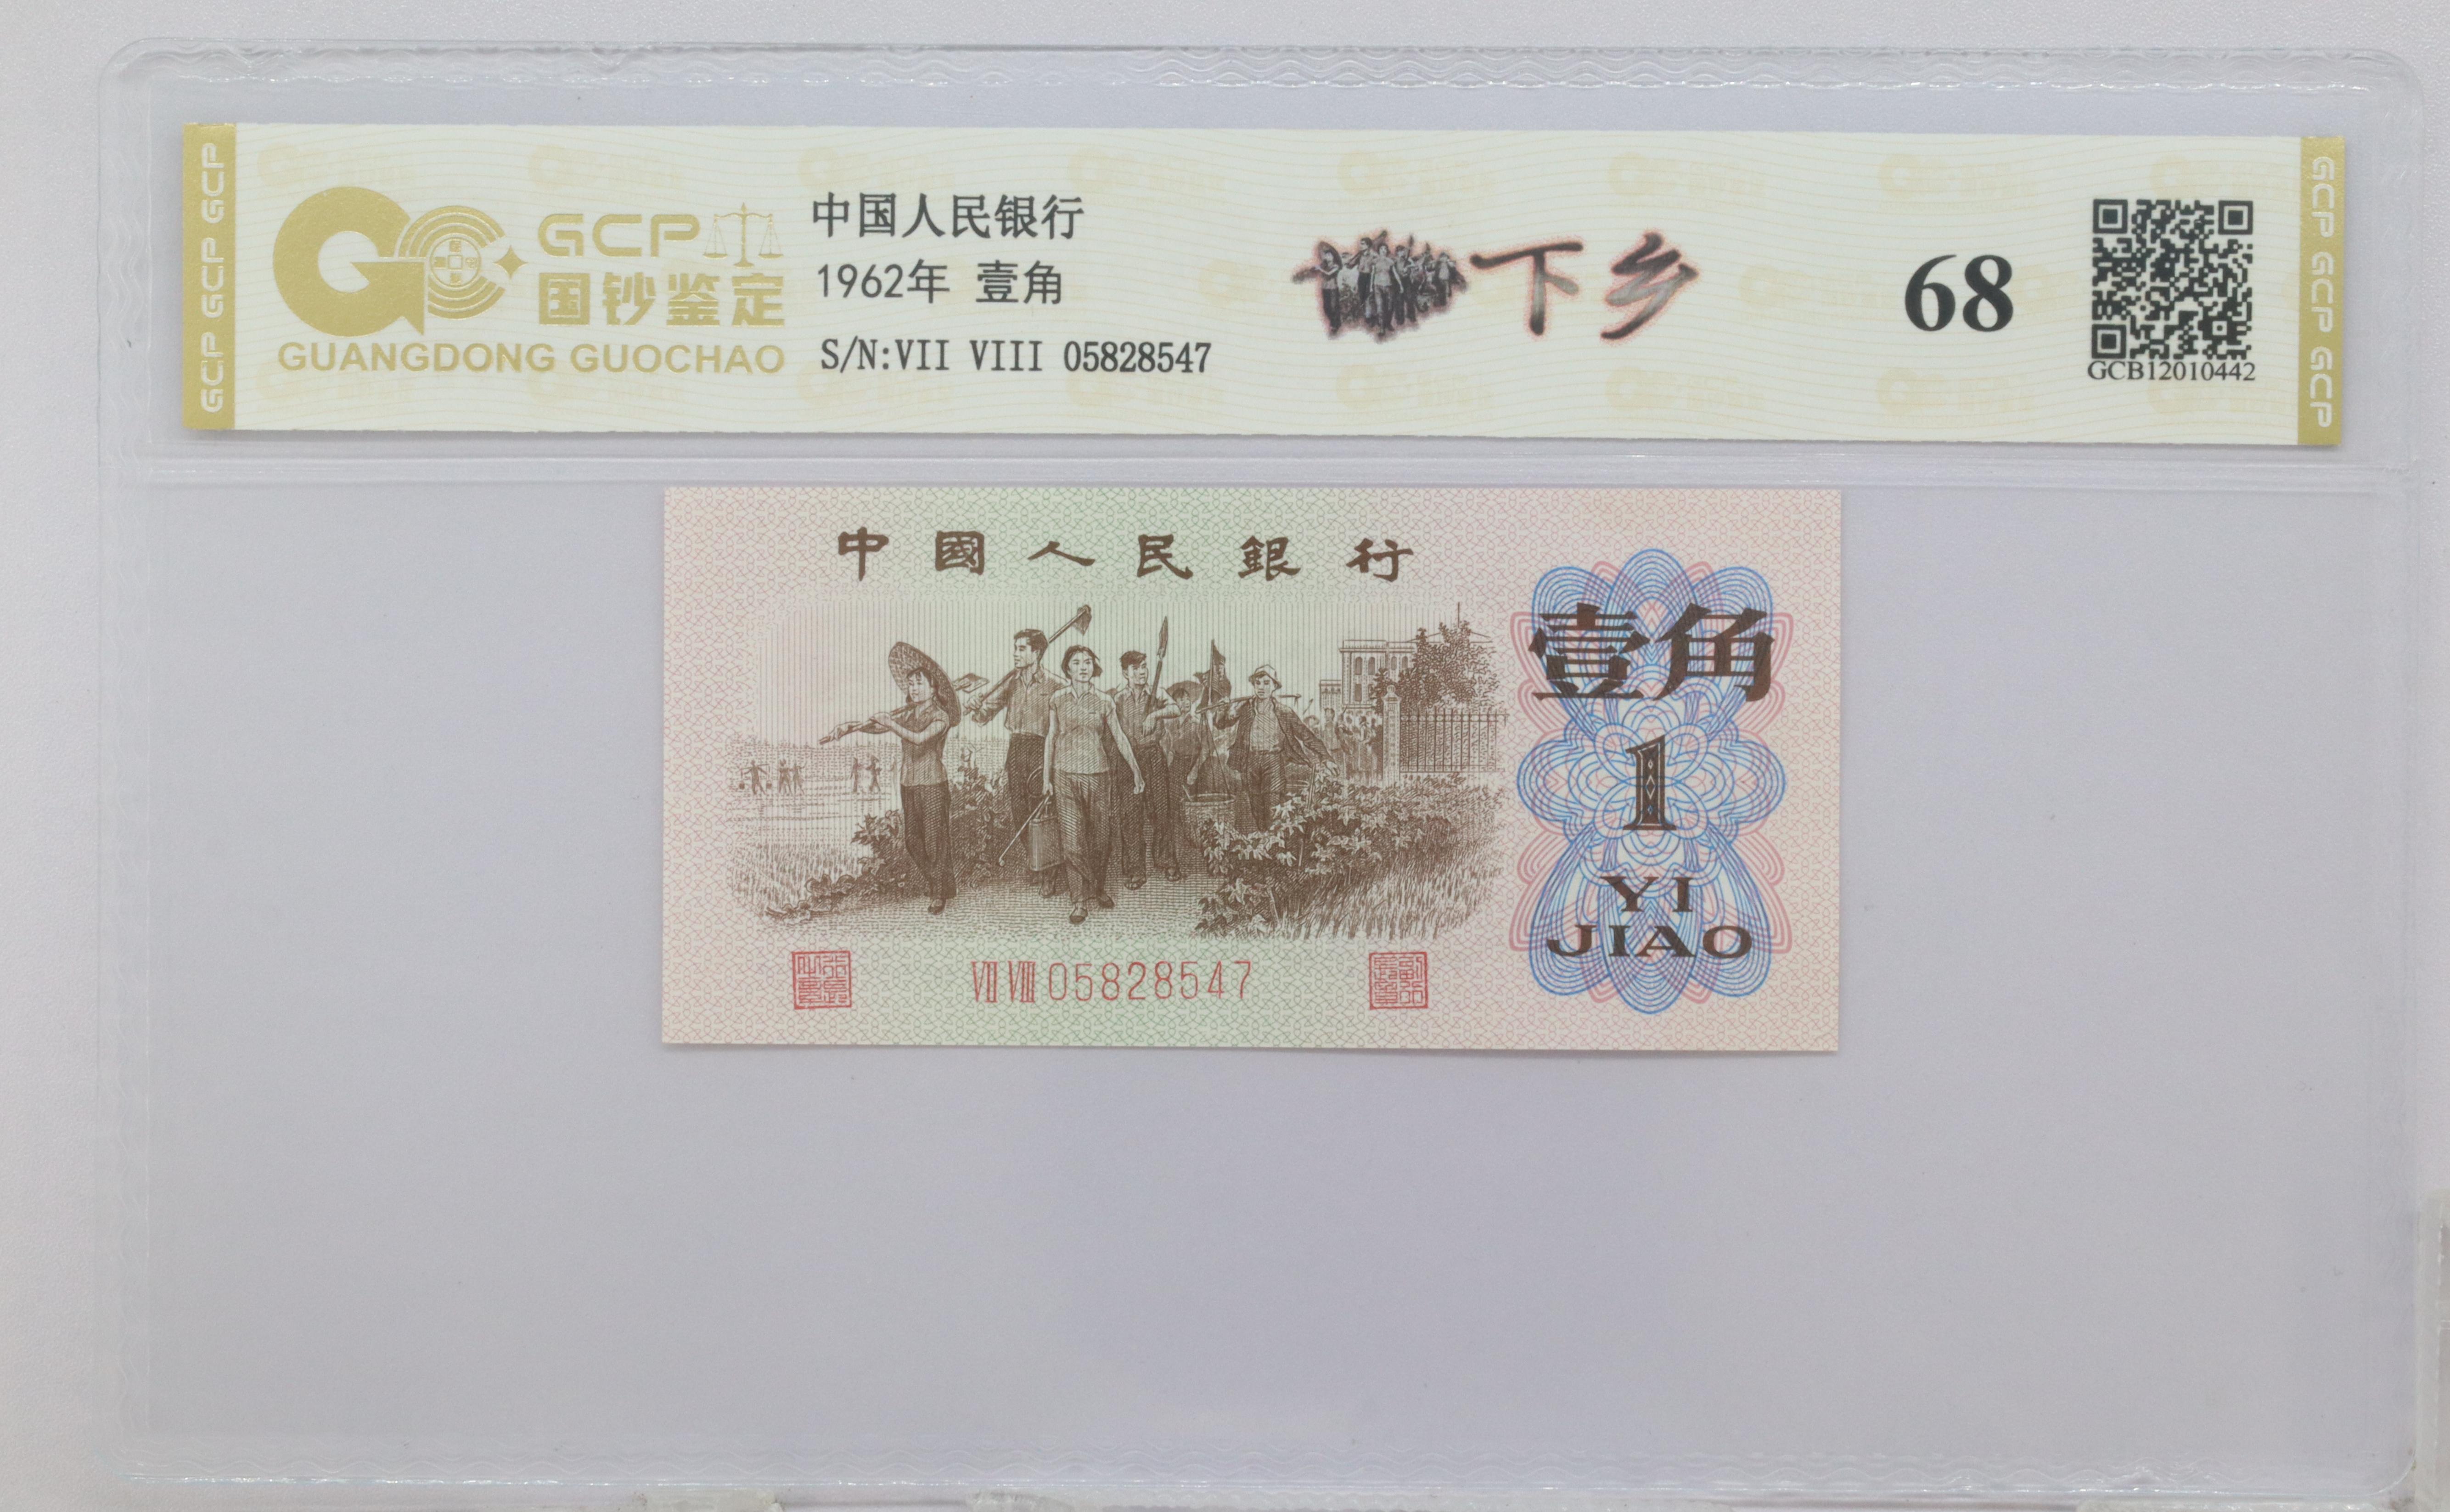 GCP GCP GCP
GCP
国钞鉴定
GUANGDONG GUOCHAO
中国人民银行
1962年 壹角
S/N:VII VIII 05828547
下乡
68
GCB12010442
GCP GCP GCP
中國人民銀行
壹角
1
YI
JIAO
VII VIII 05828547